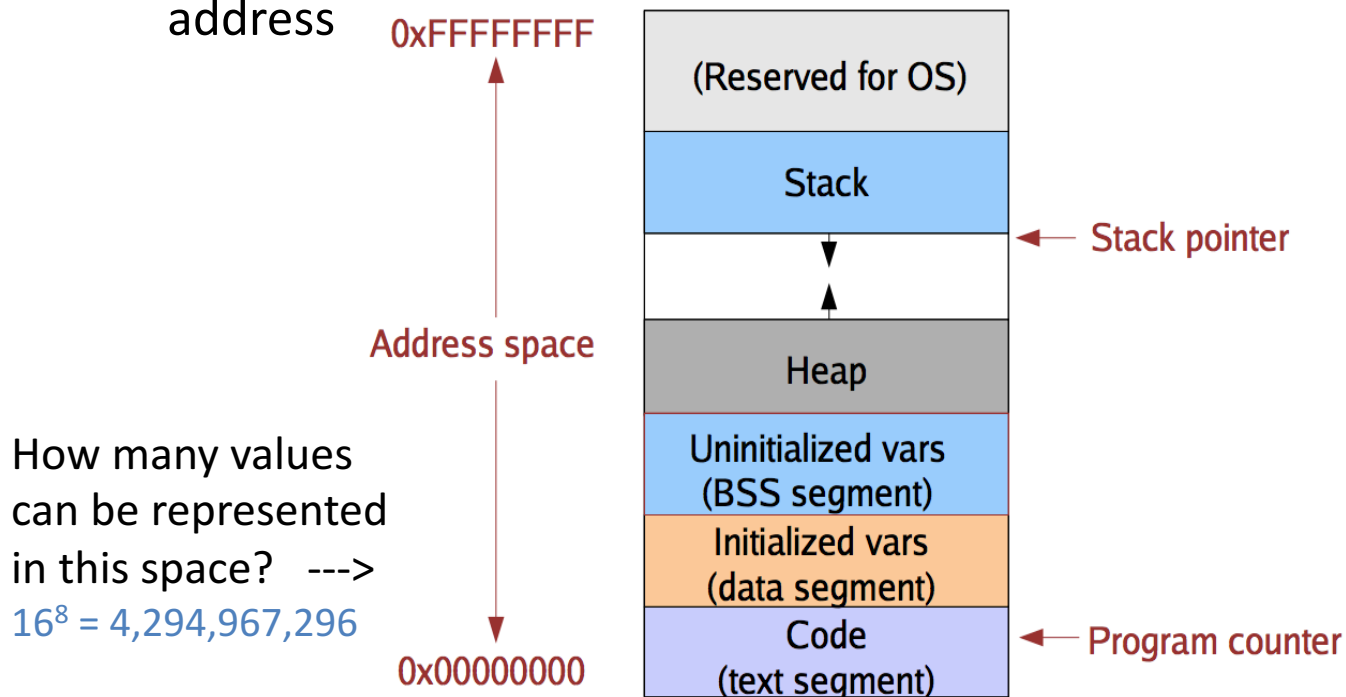 address
0xFFFFFFFF
(Reserved for OS)
Stack
Stack pointer
Address space
Heap
How many values
can be represented
in this space?   --->
16⁸ = 4,294,967,296
Uninitialized vars
(BSS segment)
Initialized vars
(data segment)
Code
(text segment)
Program counter
0x00000000